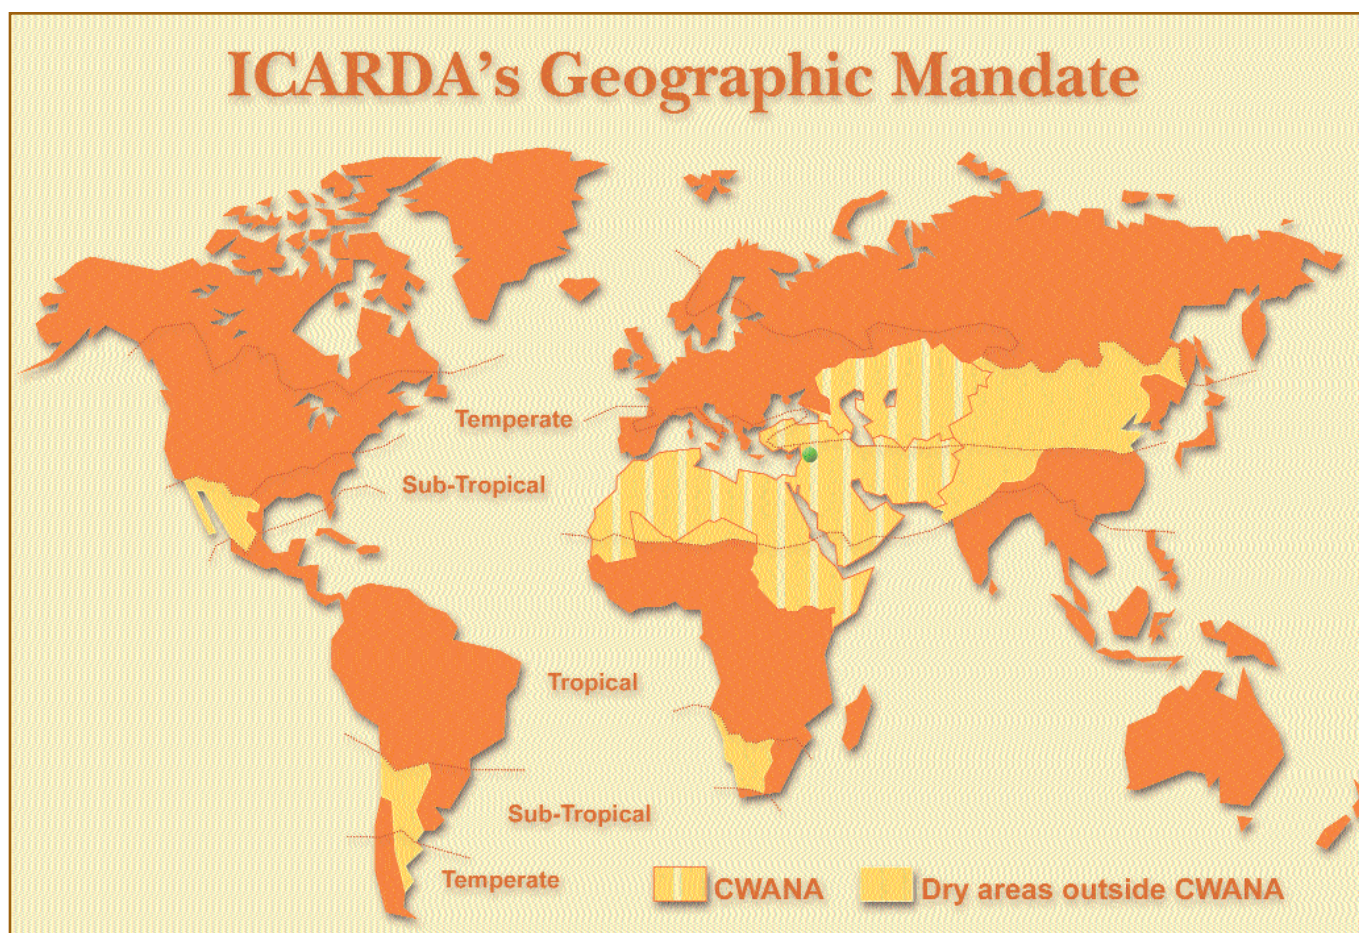 ICARDA's Geographic Mandate
Temperate
Sub-Tropical
Tropical
Sub-Tropical
Temperate
CWANA
Dry areas outside CWANA